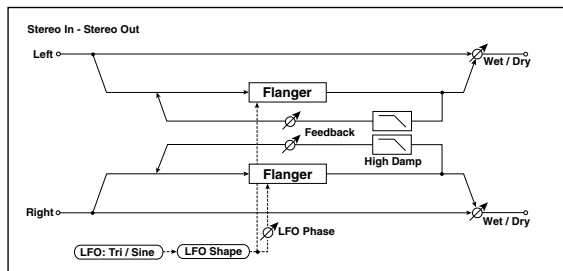 Stereo In - Stereo Out
Left
Wet / Dry
Flanger
Feedback
High Damp
Flanger
Right
LFO Phase
Wet / Dry
LFO: Tri / Sine
LFO Shape